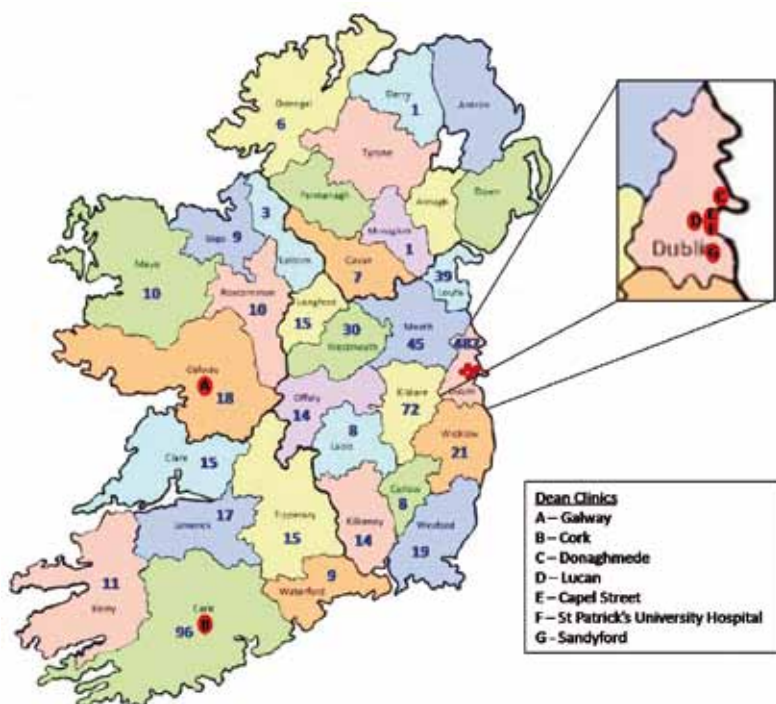 Donegal
6
Derry
1
Antrim
Tyrone
Fermanagh
Armagh
Down
Monaghan
1
Sligo
9
3
Leitrim
Cavan
7
Mayo
10
Roscommon
10
Longford
15
39
Louth
30
Westmeath
Meath
45
482
Dublin
Galway
A
18
Offaly
14
Kildare
72
8
Laois
Wicklow
21
Clare
15
Carlow
8
Limerick
17
Tipperary
15
Kilkenny
14
Wexford
19
11
Kerry
9
Waterford
Cork
96
B
C
D
E
F
Dublin
G
Dean Clinics
A – Galway
B – Cork
C – Donaghmede
D – Lucan
E – Capel Street
F – St Patrick's University Hospital
G - Sandyford